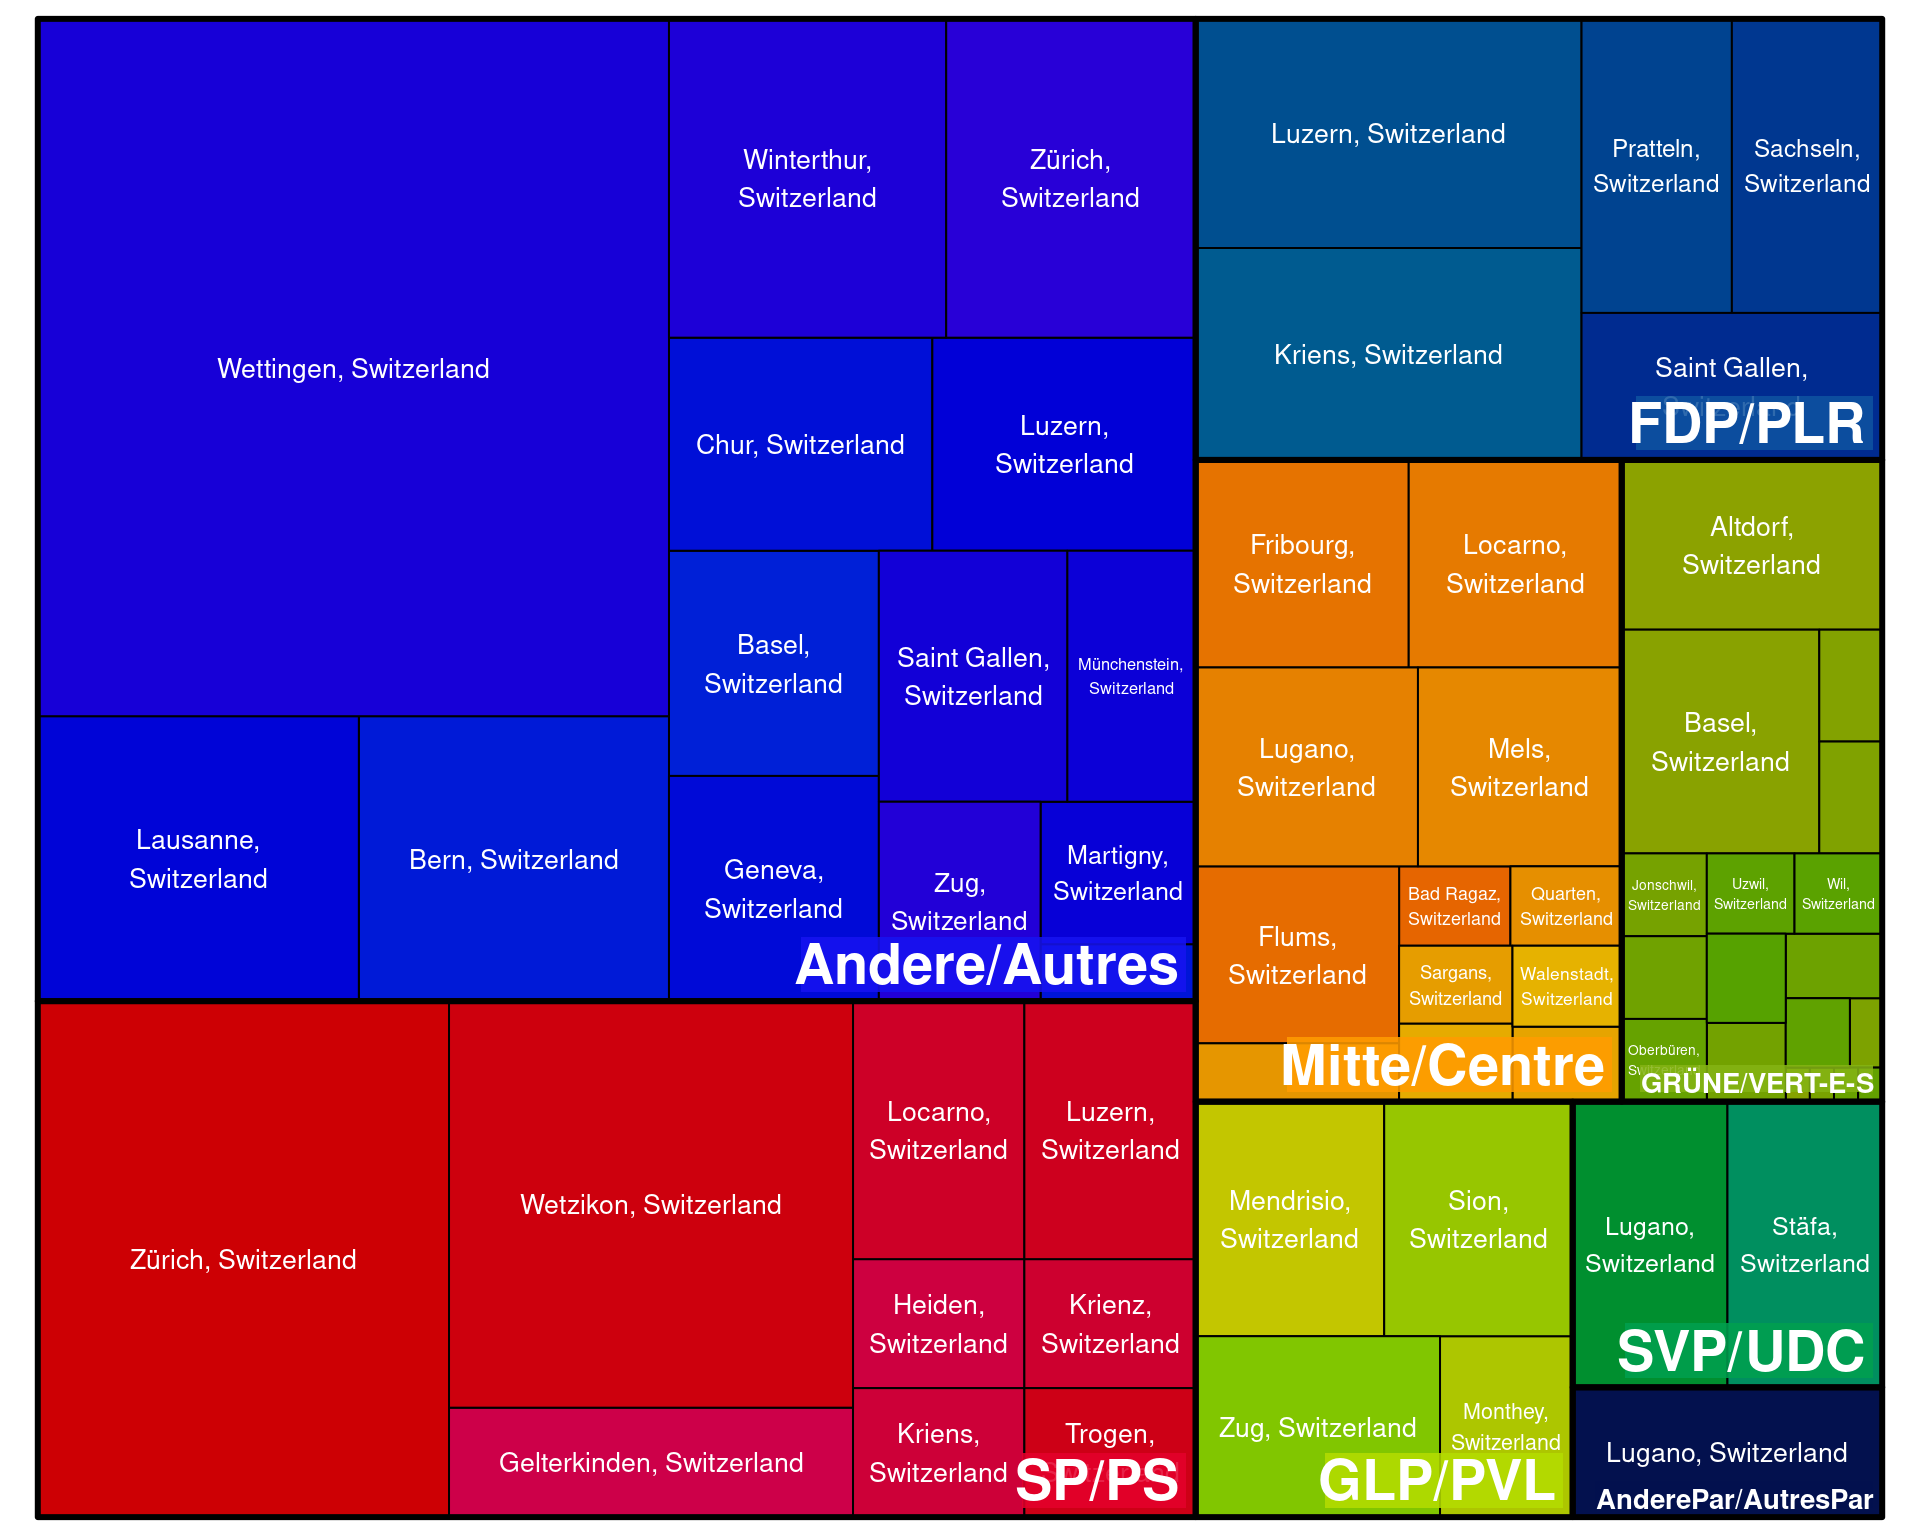 Wettingen, Switzerland
Winterthur,
Switzerland
Zürich,
Switzerland
Chur, Switzerland
Luzern,
Switzerland
Basel,
Switzerland
Saint Gallen,
Switzerland
Münchenstein,
Switzerland
Lausanne,
Switzerland
Bern, Switzerland
Geneva,
Switzerland
Zug,
Switzerland
Martigny,
Switzerland
Andere/Autres
Luzern, Switzerland
Pratteln,
Switzerland
Sachseln,
Switzerland
Kriens, Switzerland
Saint Gallen,
Switzerland
FDP/PLR
Fribourg,
Switzerland
Locarno,
Switzerland
Lugano,
Switzerland
Mels,
Switzerland
Flums,
Switzerland
Bad Ragaz,
Switzerland
Quarten,
Switzerland
Sargans,
Switzerland
Walenstadt,
Switzerland
Mitte/Centre
Altdorf,
Switzerland
Basel,
Switzerland
Jonschwil,
Switzerland
Uzwil,
Switzerland
Wil,
Switzerland
Oberbüren,
Switzerland
GRÜNE/VERT-E-S
Zürich, Switzerland
Wetzikon, Switzerland
Gelterkinden, Switzerland
Locarno,
Switzerland
Luzern,
Switzerland
Heiden,
Switzerland
Krienz,
Switzerland
Kriens,
Switzerland
Trogen,
Switzerland
SP/PS
Mendrisio,
Switzerland
Sion,
Switzerland
Zug, Switzerland
Monthey,
Switzerland
GLP/PVL
Lugano,
Switzerland
Stäfa,
Switzerland
SVP/UDC
Lugano, Switzerland
AnderePar/AutresPar